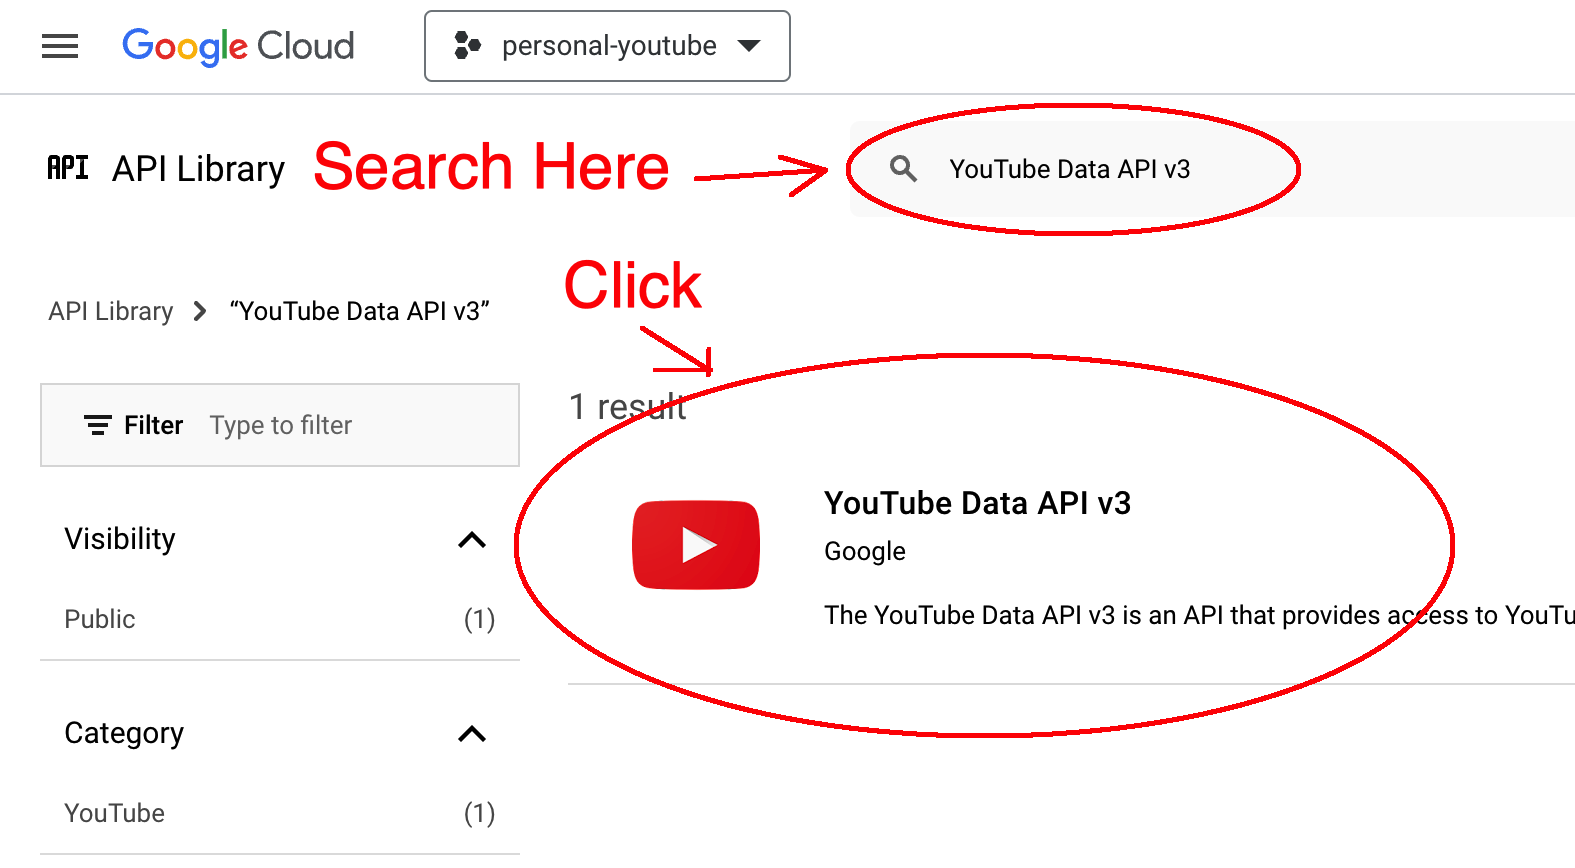 Google Cloud
personal-youtube
API API Library
Search Here
YouTube Data API v3
Click
API Library > “YouTube Data API v3”
1 result
Filter Type to filter
YouTube Data API v3
Google
The YouTube Data API v3 is an API that provides access to YouTu
Visibility
Public (1)
Category
YouTube (1)